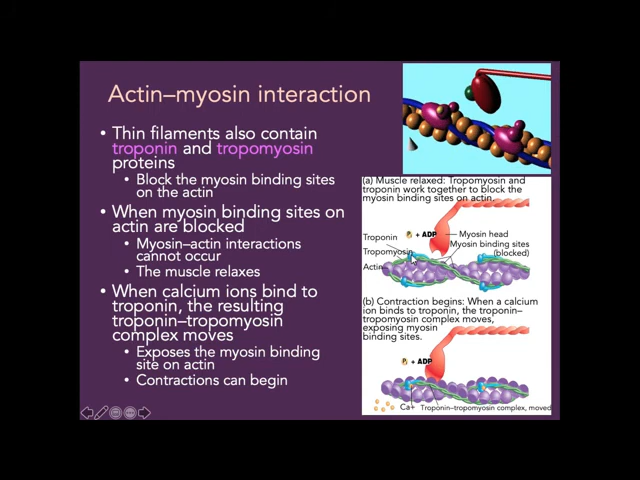 Actin–myosin interaction
• Thin filaments also contain
troponin and tropomyosin
proteins
• Block the myosin binding sites
on the actin
• When myosin binding sites on
actin are blocked
• Myosin–actin interactions
cannot occur
• The muscle relaxes
• When calcium ions bind to
troponin, the resulting
troponin–tropomyosin
complex moves
• Exposes the myosin binding
site on actin
• Contractions can begin
(a) Muscle relaxed: Tropomyosin and
troponin work together to block the
myosin binding sites on actin.
P + ADP
Myosin head
Troponin
Myosin binding sites
(blocked)
Tropomyosin
Actin
(b) Contraction begins: When a calcium
ion binds to troponin, the troponin–
tropomyosin complex moves,
exposing myosin
binding sites.
P + ADP
Ca+
Troponin–tropomyosin complex, moved